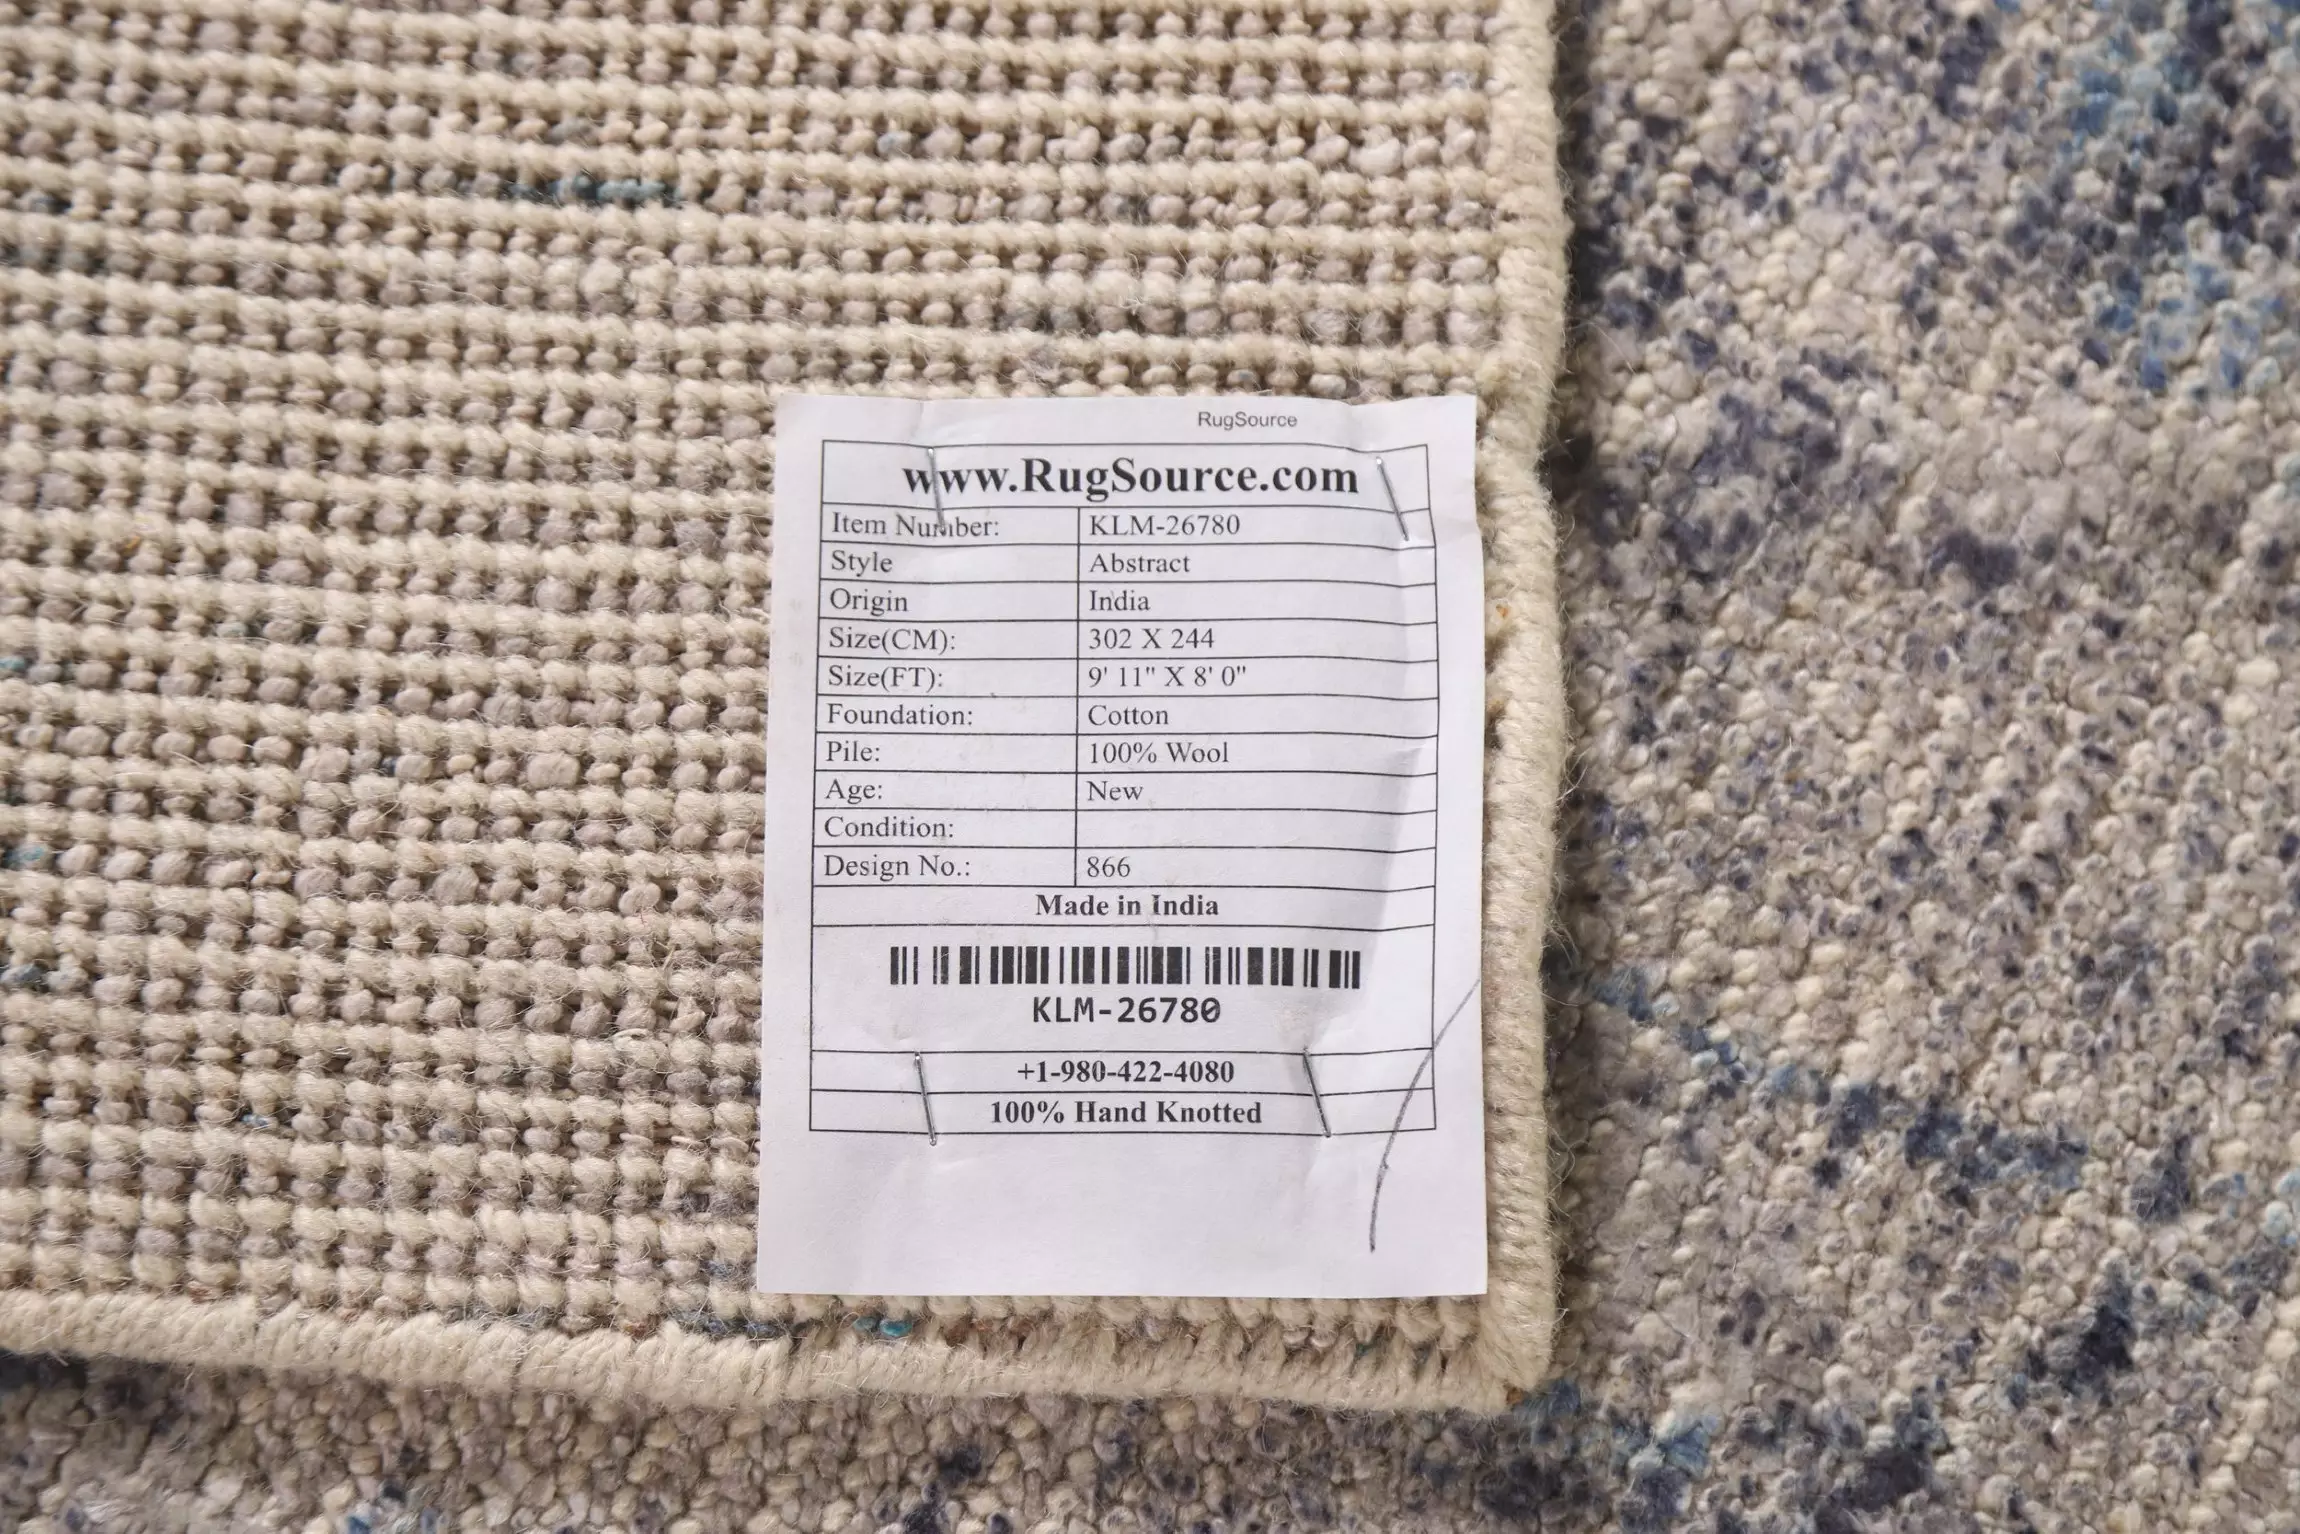 RugSource
www.RugSource.com
Item Number: KLM-26780
Style Abstract
Origin India
Size(CM): 302 X 244
Size(FT): 9' 11" X 8' 0"
Foundation: Cotton
Pile: 100% Wool
Age: New
Condition:
Design No.: 866
Made in India
KLM-26780
+1-980-422-4080
100% Hand Knotted